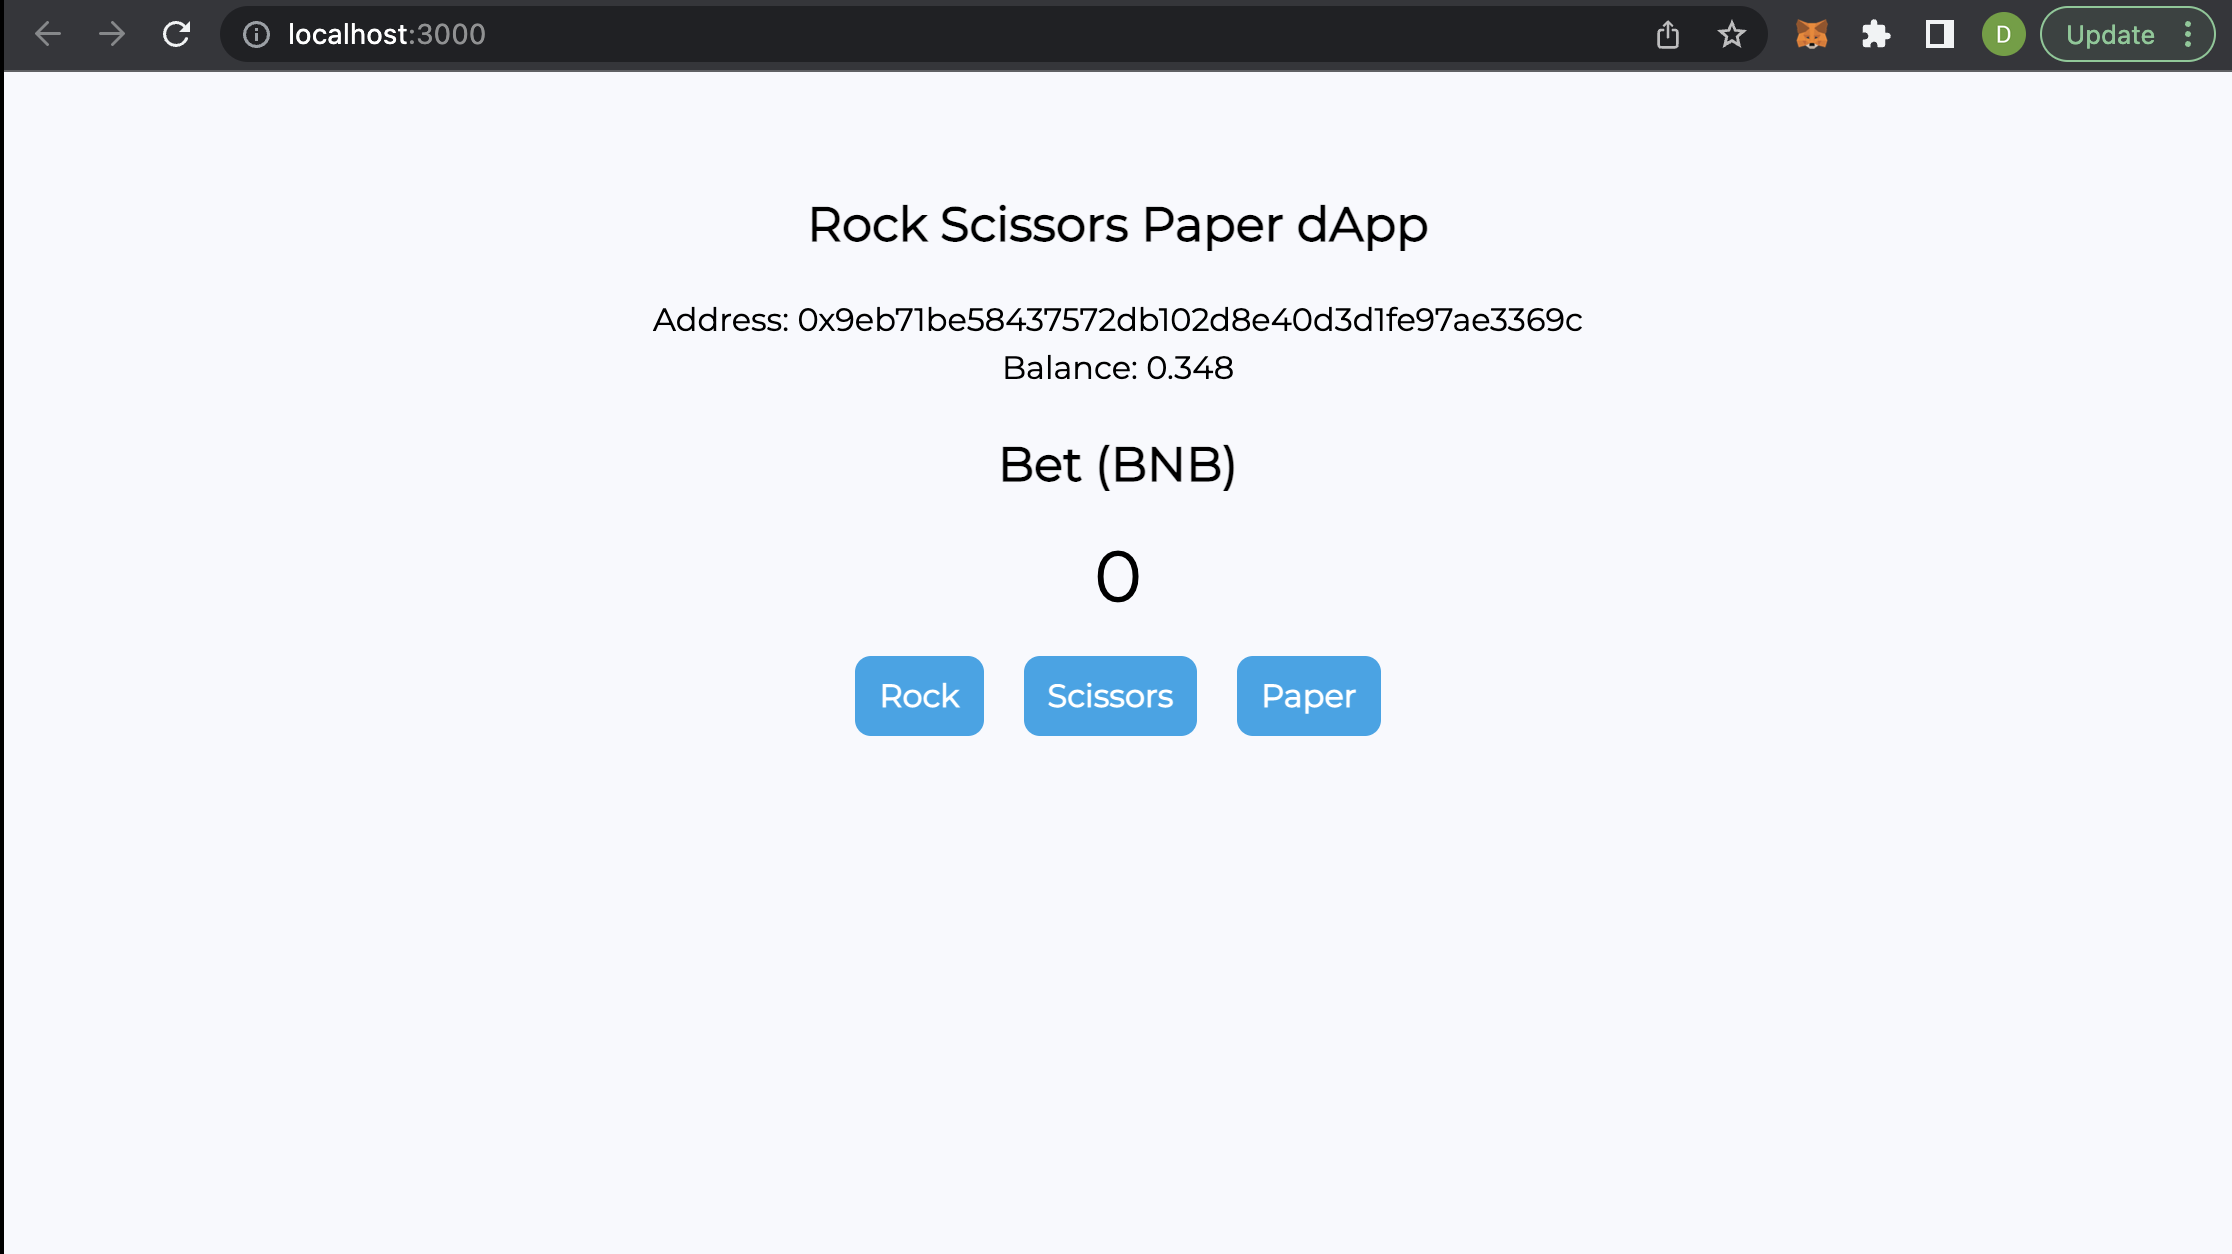 localhost:3000
D
Update
Rock Scissors Paper dApp
Address: 0x9eb71be58437572db102d8e40d3d1fe97ae3369c
Balance: 0.348
Bet (BNB)
0
Rock
Scissors
Paper